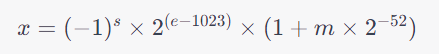 x = (−1)ˢ × 2⁽ᵉ⁻¹⁰²³⁾ × (1 + m × 2⁻⁵²)